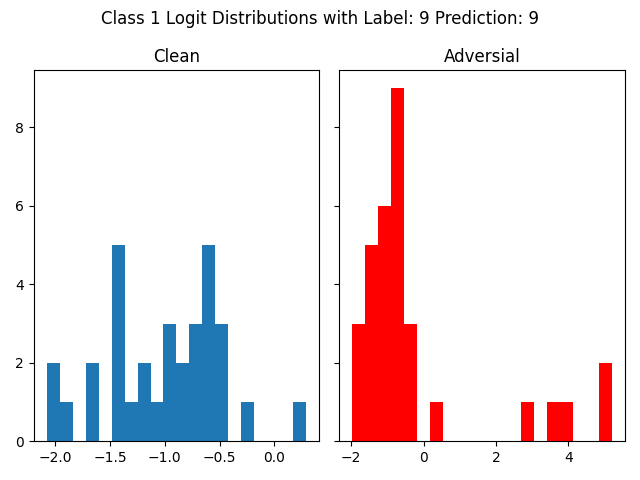 Class 1 Logit Distributions with Label: 9 Prediction: 9
Clean
Adversial
8
6
4
2
0
−2.0 −1.5 −1.0 −0.5 0.0
−2 0 2 4